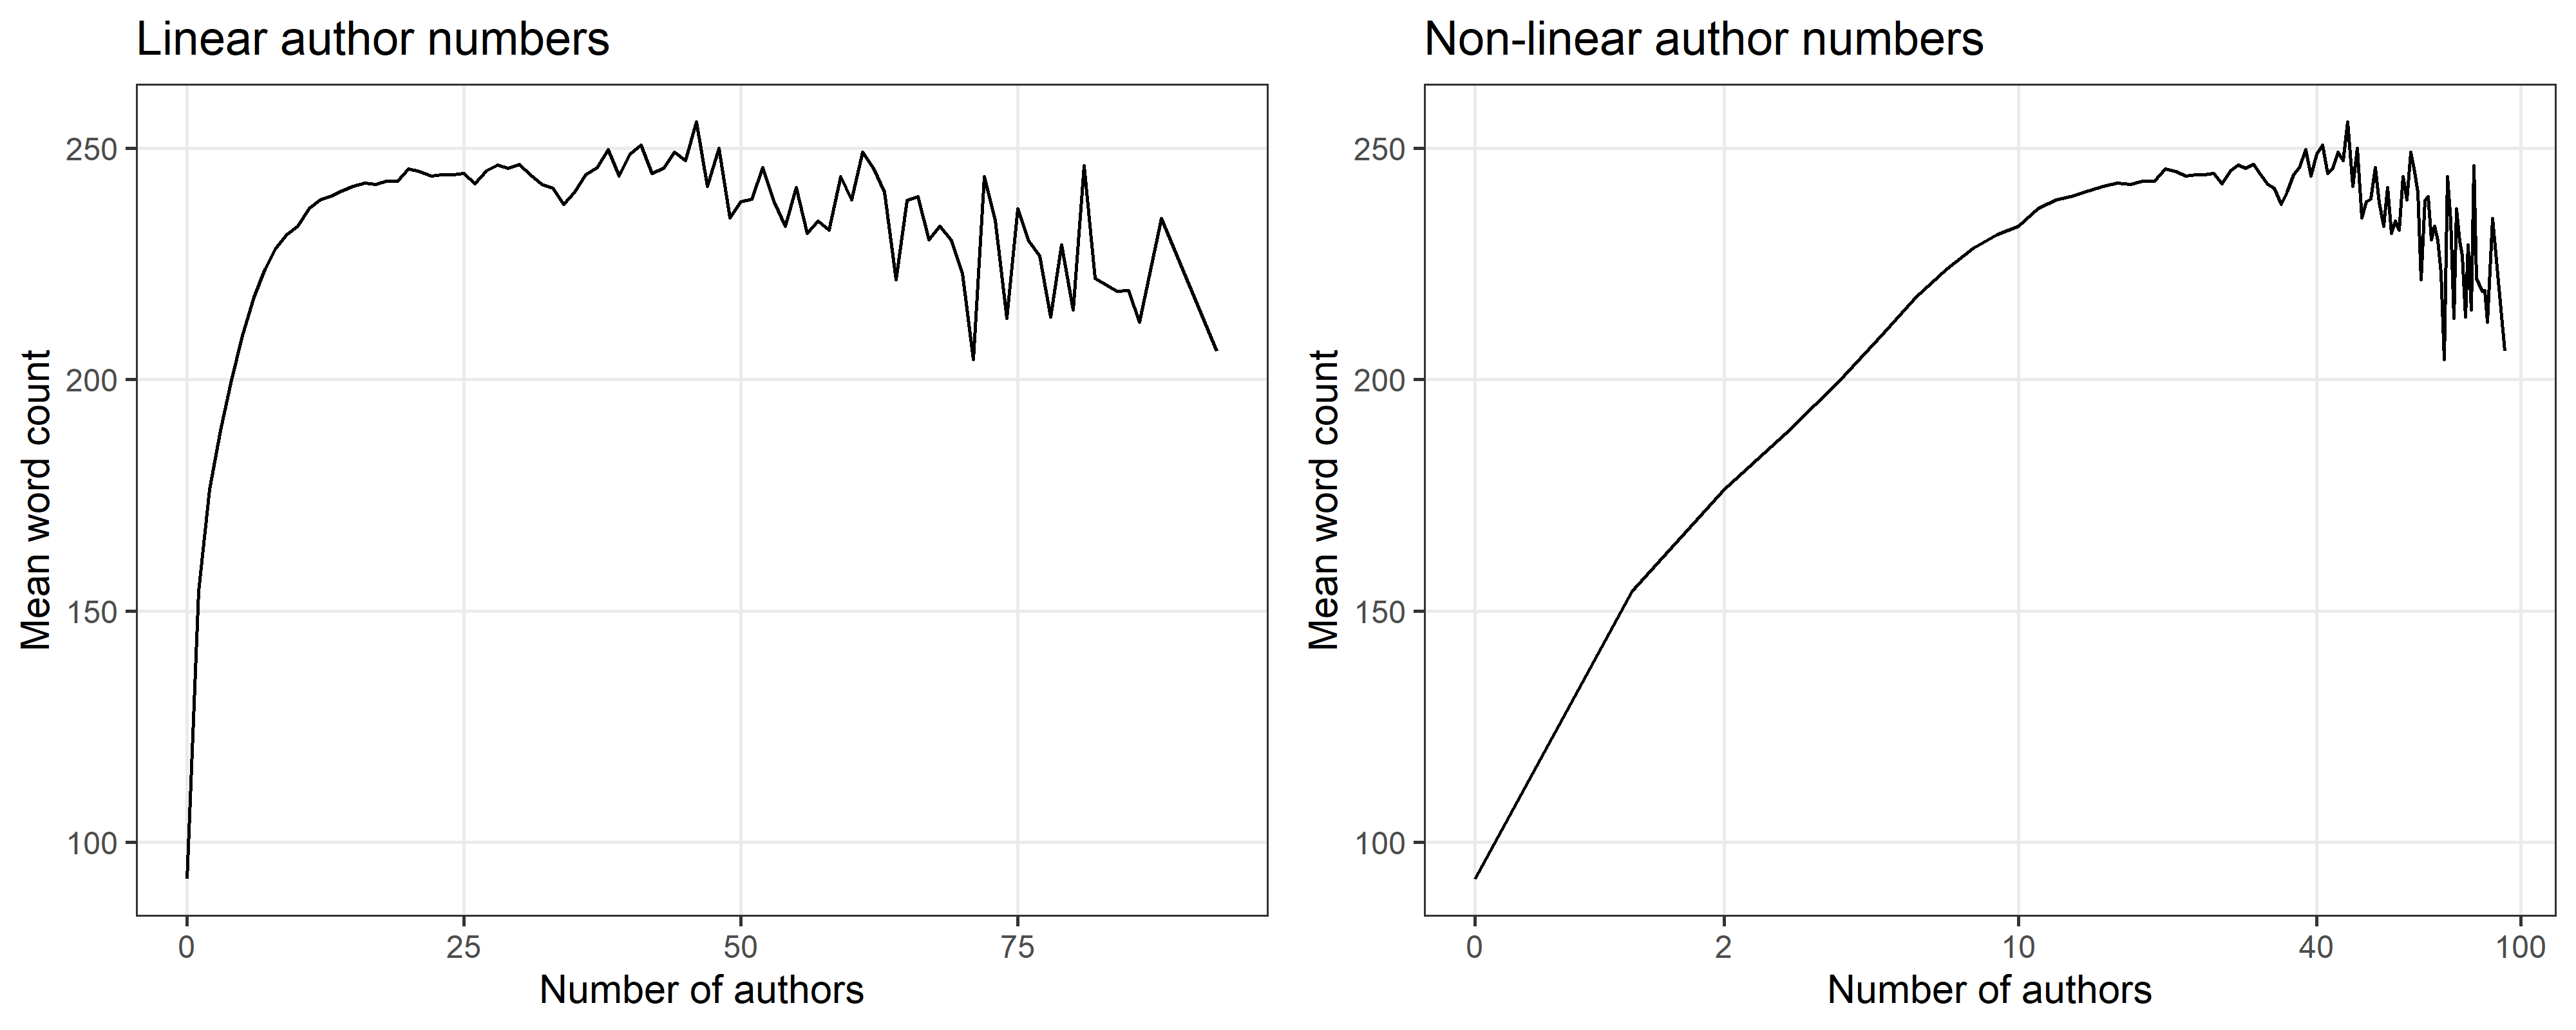 Linear author numbers
Mean word count
250
200
150
100
0 25 50 75
Number of authors
Non-linear author numbers
Mean word count
250
200
150
100
0 2 10 40 100
Number of authors